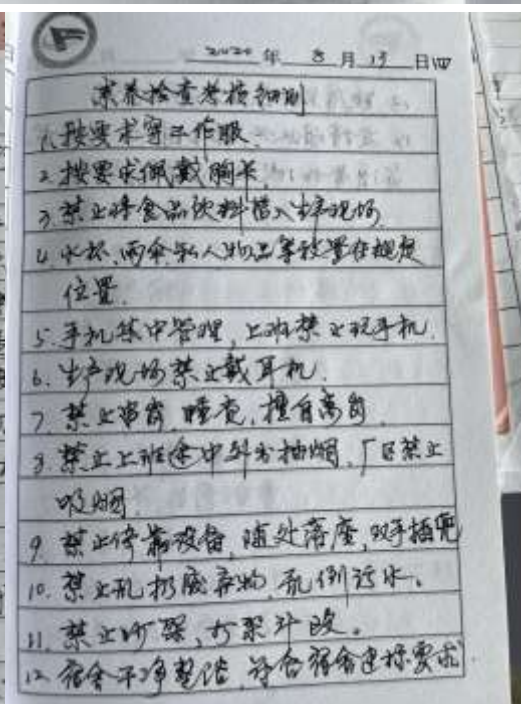 2020年 8月13日四
素养检查考核细则
1.按要求穿工作服.
2.按要求佩戴胸卡.
3.禁止将食品饮料带入生产现场.
4.水杯.雨伞.私人物品等放置在规定
位置.
5.手机集中管理,上班禁止玩手机.
6.生产现场禁止戴耳机.
7.禁止串岗,睡克,擅自离岗.
8.禁止上班途中外出抽烟.厂区禁止
吸烟.
9.禁止倚靠设备,随处落座,双手插兜
10.禁止乱扔废弃物,乱倒污水。
11.禁止吵架,打架斗殴。
12.宿舍干净整洁,符合宿舍达标要求.